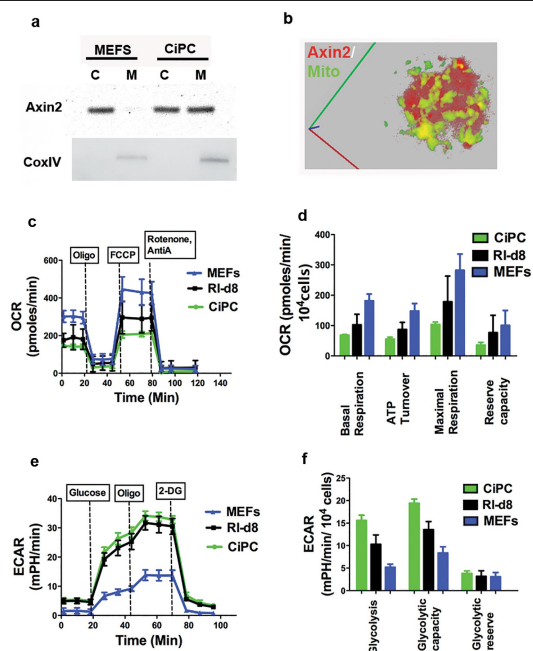 a
MEFS CiPC
C M C M
Axin2
CoxIV
b
Axin2/
Mito
c
Oligo
FCCP
Rotenone,
AntiA
600
400
200
0
OCR
(pmoles/min)
MEFs
RI-d8
CiPC
0 20 40 60 80 100 120 140
Time (Min)
d
CiPC
RI-d8
MEFs
400
300
200
100
0
OCR (pmoles/min/
10⁴cells)
Basal
Respiration
ATP
Turnover
Maximal
Respiration
Reserve
capacity
e
Glucose
Oligo
2-DG
40
30
20
10
0
ECAR
(mPH/min)
MEFs
RI-d8
CiPC
0 20 40 60 80 100
Time (Min)
f
CiPC
RI-d8
MEFs
25
20
15
10
5
0
ECAR
(mPH/min/ 10⁴ cells)
Glycolysis
Glycolytic
capacity
Glycolytic
reserve